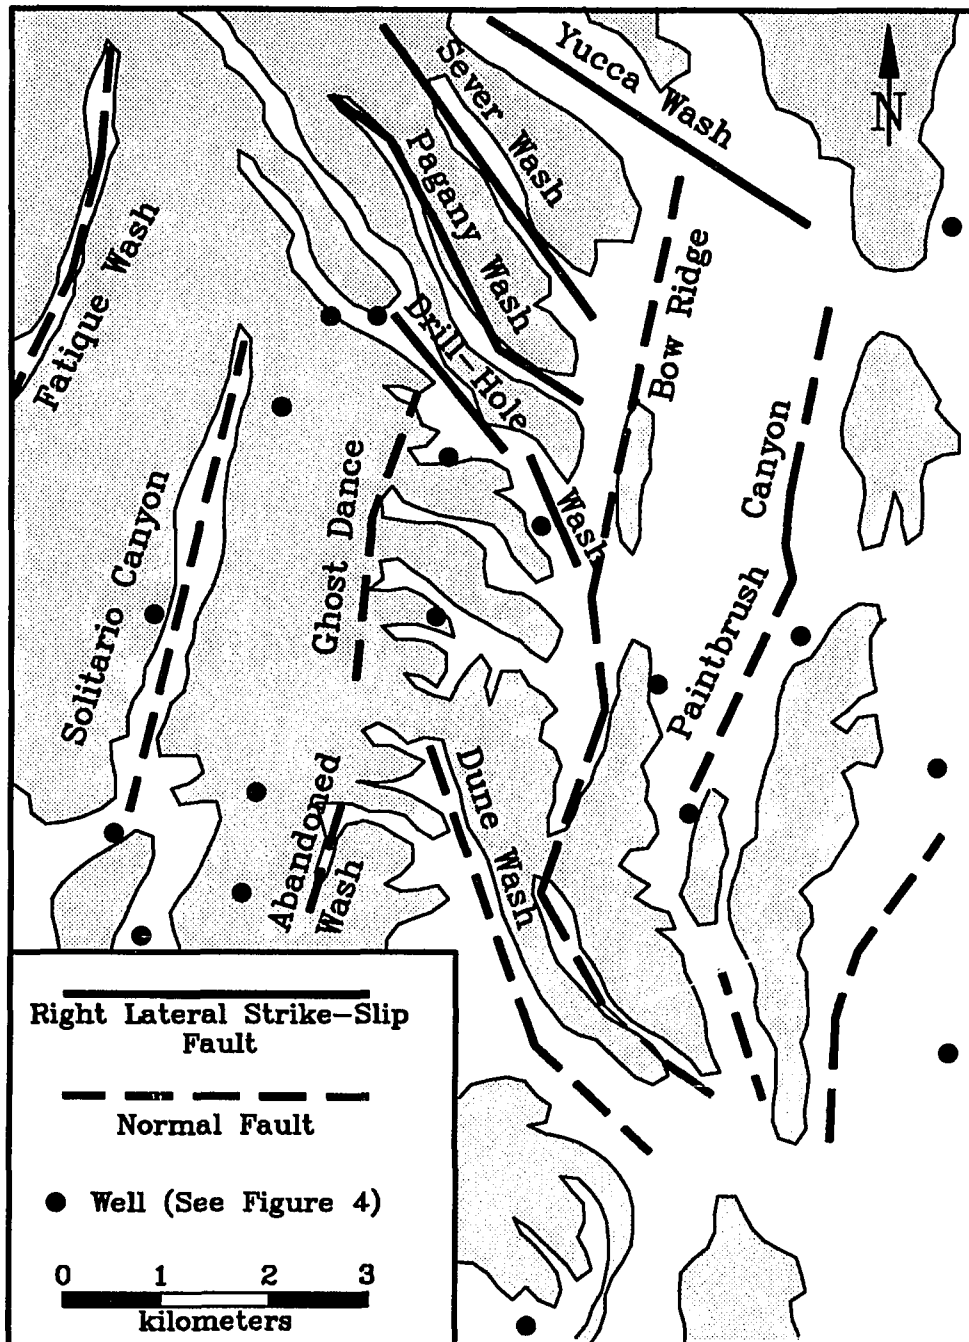 Yucca Wash
Sever Wash
N
Pagany Wash
Fatique Wash
Drill-Hole
Wash
Bow Ridge
Canyon
Paintbrush
Ghost Dance
Solitario Canyon
Abandoned
Wash
Dune Wash
Right Lateral Strike-Slip
Fault
Normal Fault
Well (See Figure 4)
0 1 2 3
kilometers